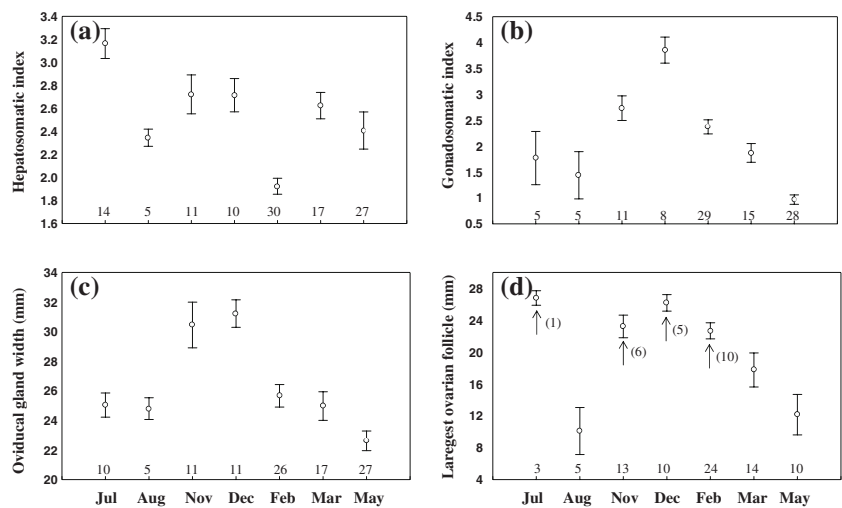 (a)
Hepatosomatic index
3.4
3.2
3.0
2.8
2.6
2.4
2.2
2.0
1.8
1.6
14 5 11 10 30 17 27
(b)
Gonadosomatic index
4.5
4
3.5
3
2.5
2
1.5
1
0.5
5 5 11 8 29 15 28
(c)
Oviducal gland width (mm)
34
32
30
28
26
24
22
20
10 5 11 11 26 17 27
Jul Aug Nov Dec Feb Mar May
(d)
Laregest ovarian follicle (mm)
28
24
20
16
12
8
4
(1)
(6)
(5)
(10)
3 5 13 10 24 14 10
Jul Aug Nov Dec Feb Mar May